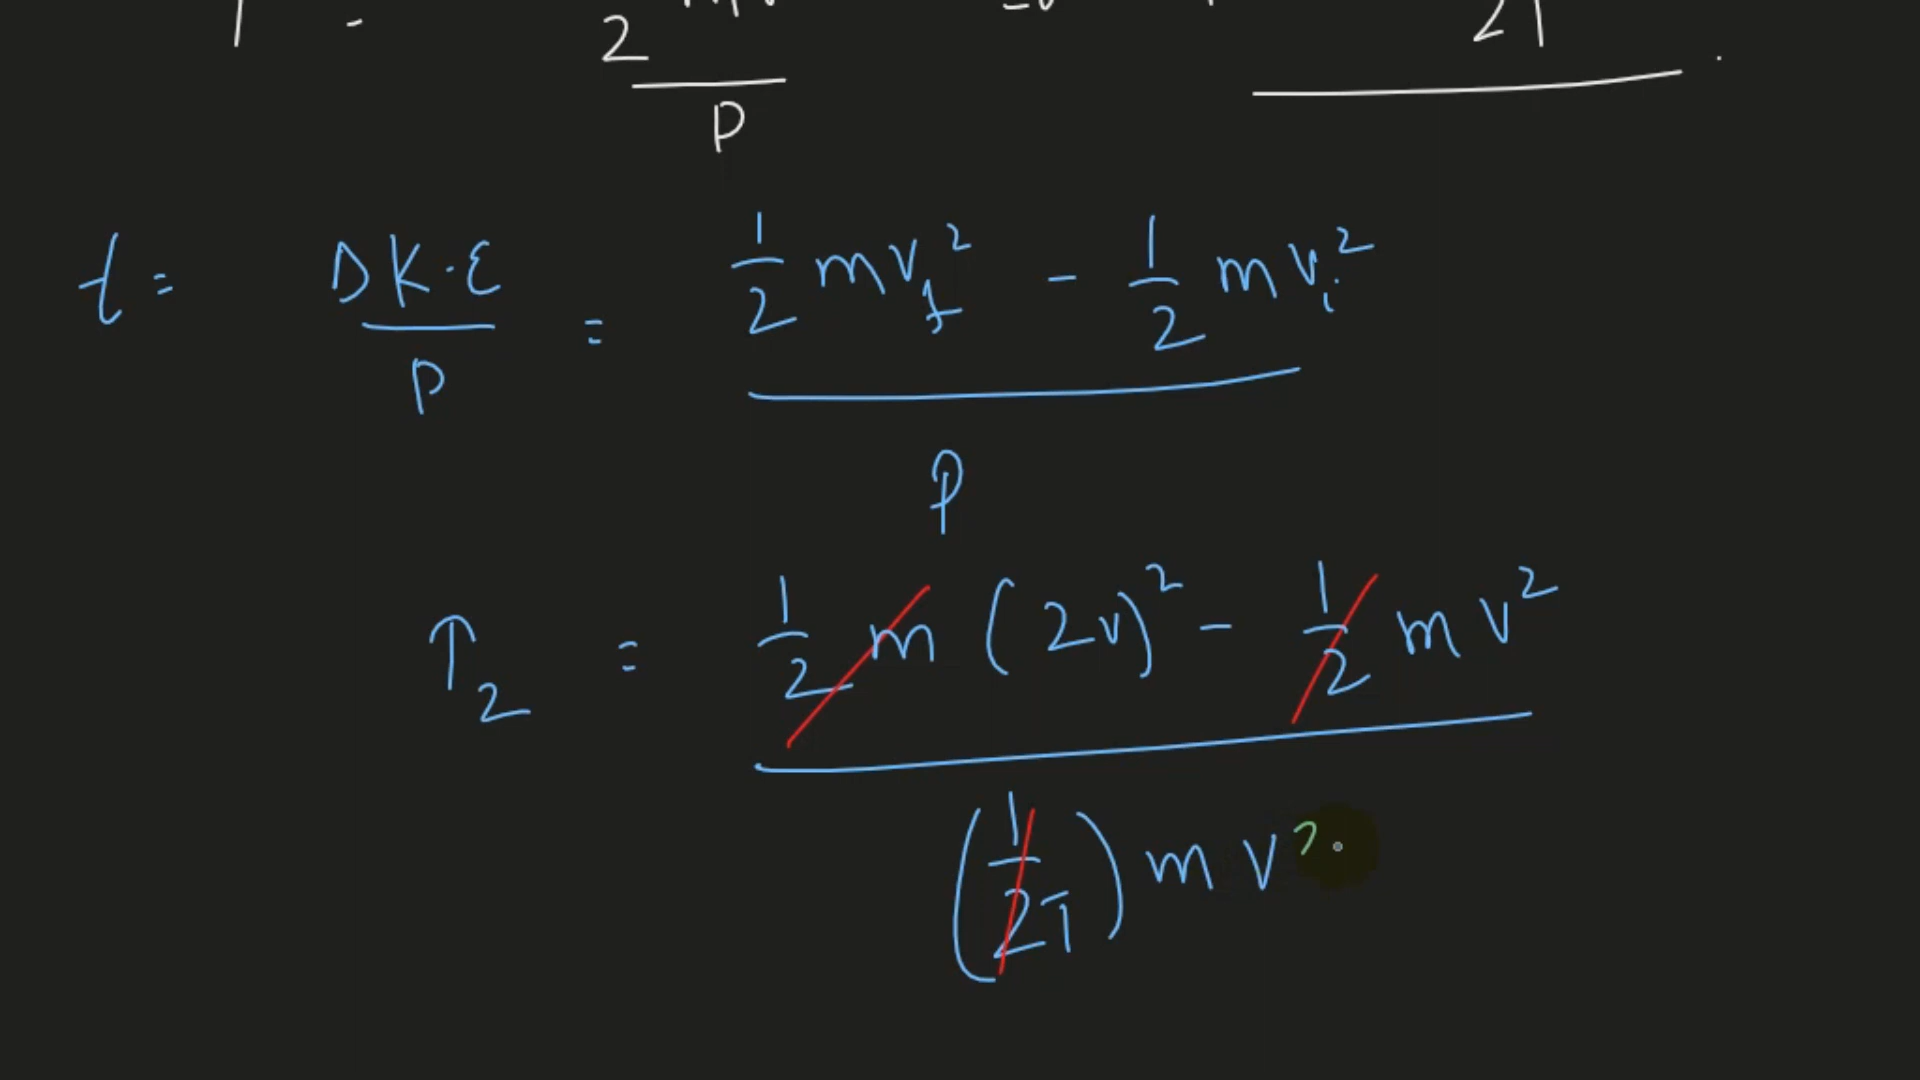 2
P
t = ΔK.E / P = 1/2 mv_f² - 1/2 mv_i² / P
T₂ = 1/2 m (2v)² - 1/2 mv² / (1/2T) mv²